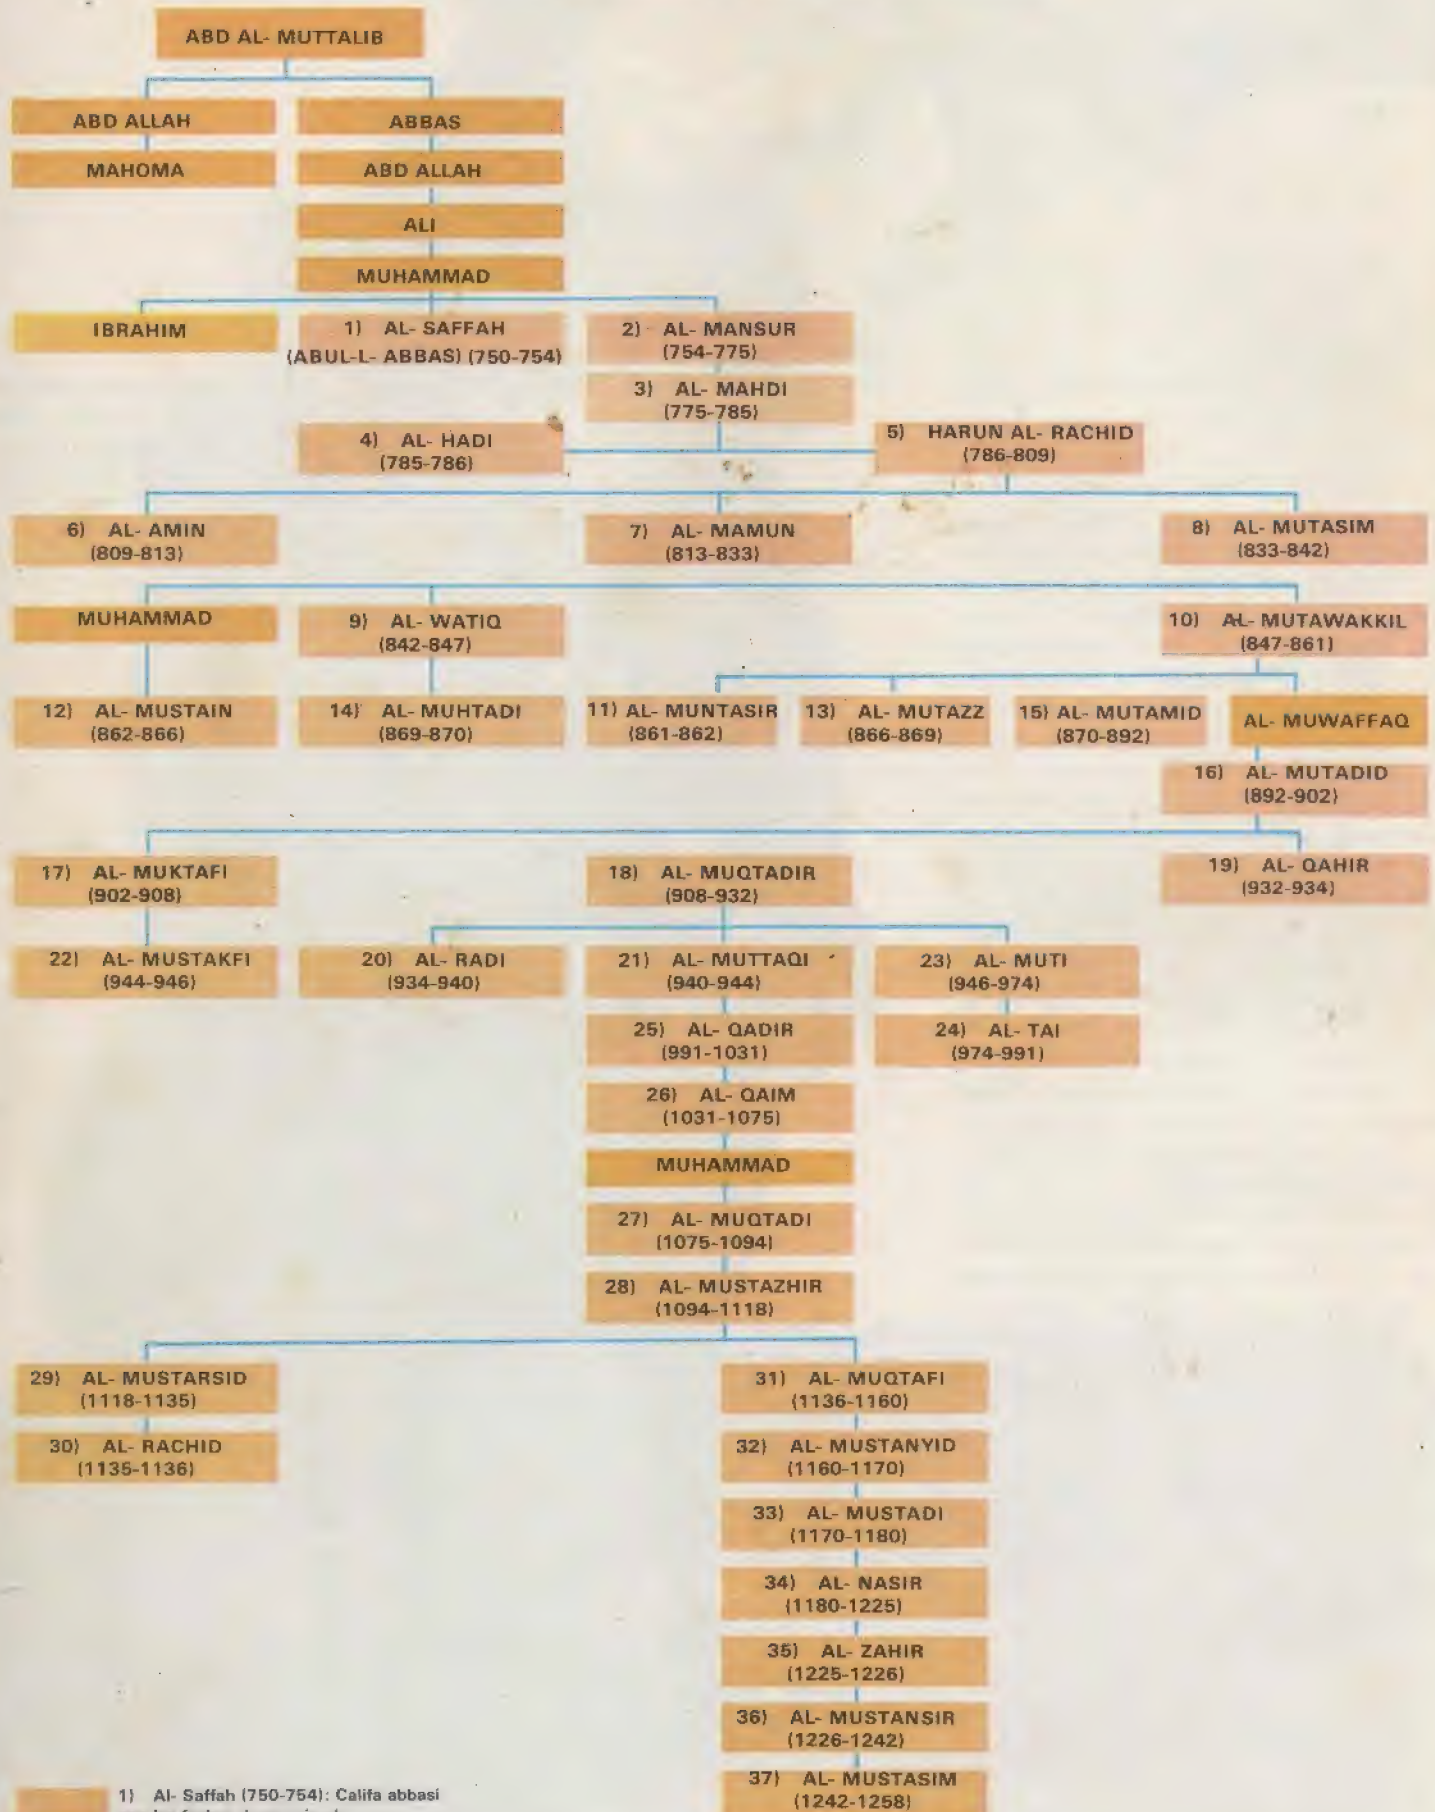 ABD AL- MUTTALIB
ABD ALLAH
ABBAS
MAHOMA
ABD ALLAH
ALI
MUHAMMAD
IBRAHIM
1) AL- SAFFAH
(ABUL-L- ABBAS) (750-754)
2) AL- MANSUR
(754-775)
3) AL- MAHDI
(775-785)
4) AL- HADI
(785-786)
5) HARUN AL- RACHID
(786-809)
6) AL- AMIN
(809-813)
7) AL- MAMUN
(813-833)
8) AL- MUTASIM
(833-842)
MUHAMMAD
9) AL- WATIQ
(842-847)
10) AL- MUTAWAKKIL
(847-861)
12) AL- MUSTAIN
(862-866)
14) AL- MUHTADI
(869-870)
11) AL- MUNTASIR
(861-862)
13) AL- MUTAZZ
(866-869)
15) AL- MUTAMID
(870-892)
AL- MUWAFFAQ
16) AL- MUTADID
(892-902)
17) AL- MUKTAFI
(902-908)
18) AL- MUQTADIR
(908-932)
19) AL- QAHIR
(932-934)
22) AL- MUSTAKFI
(944-946)
20) AL- RADI
(934-940)
21) AL- MUTTAQI
(940-944)
23) AL- MUTI
(946-974)
25) AL- QADIR
(991-1031)
24) AL- TAI
(974-991)
26) AL- QAIM
(1031-1075)
MUHAMMAD
27) AL- MUQTADI
(1075-1094)
28) AL- MUSTAZHIR
(1094-1118)
29) AL- MUSTARSID
(1118-1135)
31) AL- MUQTAFI
(1136-1160)
30) AL- RACHID
(1135-1136)
32) AL- MUSTANYID
(1160-1170)
33) AL- MUSTADI
(1170-1180)
34) AL- NASIR
(1180-1225)
35) AL- ZAHIR
(1225-1226)
36) AL- MUSTANSIR
(1226-1242)
37) AL- MUSTASIM
(1242-1258)
1) Al- Saffah (750-754): Califa abbasi